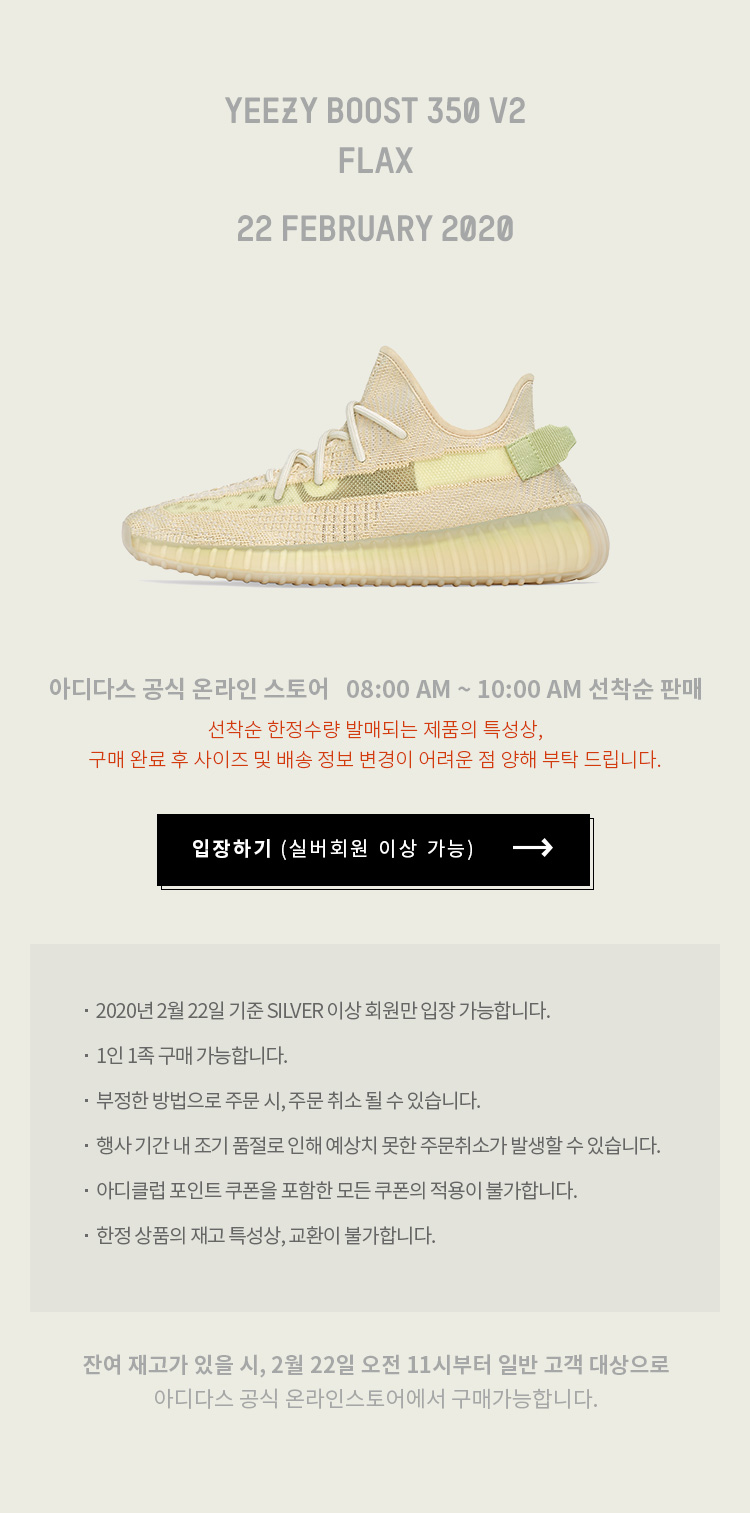 YEEZY BOOST 350 V2
FLAX
22 FEBRUARY 2020
아디다스 공식 온라인 스토어 08:00 AM ~ 10:00 AM 선착순 판매
선착순 한정수량 발매되는 제품의 특성상,
구매 완료 후 사이즈 및 배송 정보 변경이 어려운 점 양해 부탁 드립니다.
입장하기 (실버회원 이상 가능) →
· 2020년 2월 22일 기준 SILVER 이상 회원만 입장 가능합니다.
· 1인 1족 구매 가능합니다.
· 부정한 방법으로 주문 시, 주문 취소 될 수 있습니다.
· 행사 기간 내 조기 품절로 인해 예상치 못한 주문취소가 발생할 수 있습니다.
· 아디클럽 포인트 쿠폰을 포함한 모든 쿠폰의 적용이 불가합니다.
· 한정 상품의 재고 특성상, 교환이 불가합니다.
잔여 재고가 있을 시, 2월 22일 오전 11시부터 일반 고객 대상으로
아디다스 공식 온라인스토어에서 구매가능합니다.